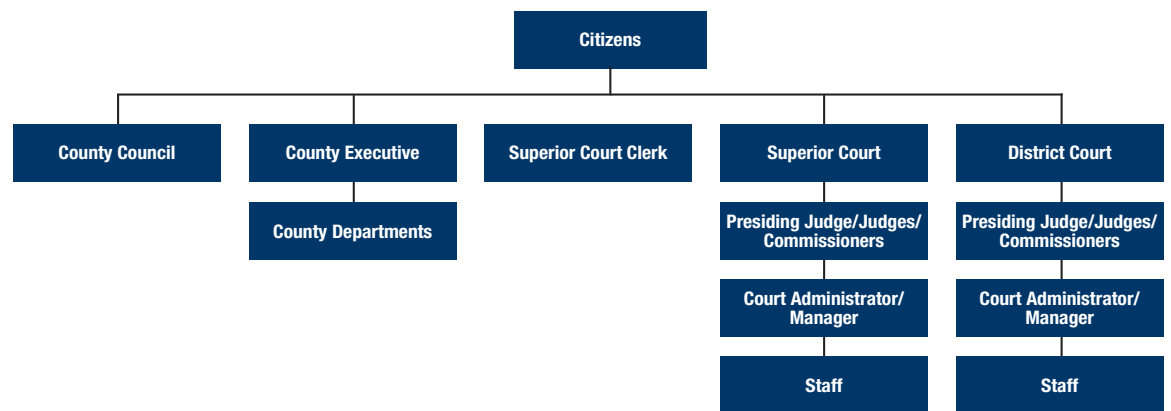 Citizens
County Council
County Executive
Superior Court Clerk
Superior Court
District Court
County Departments
Presiding Judge/Judges/
Commissioners
Presiding Judge/Judges/
Commissioners
Court Administrator/
Manager
Court Administrator/
Manager
Staff
Staff